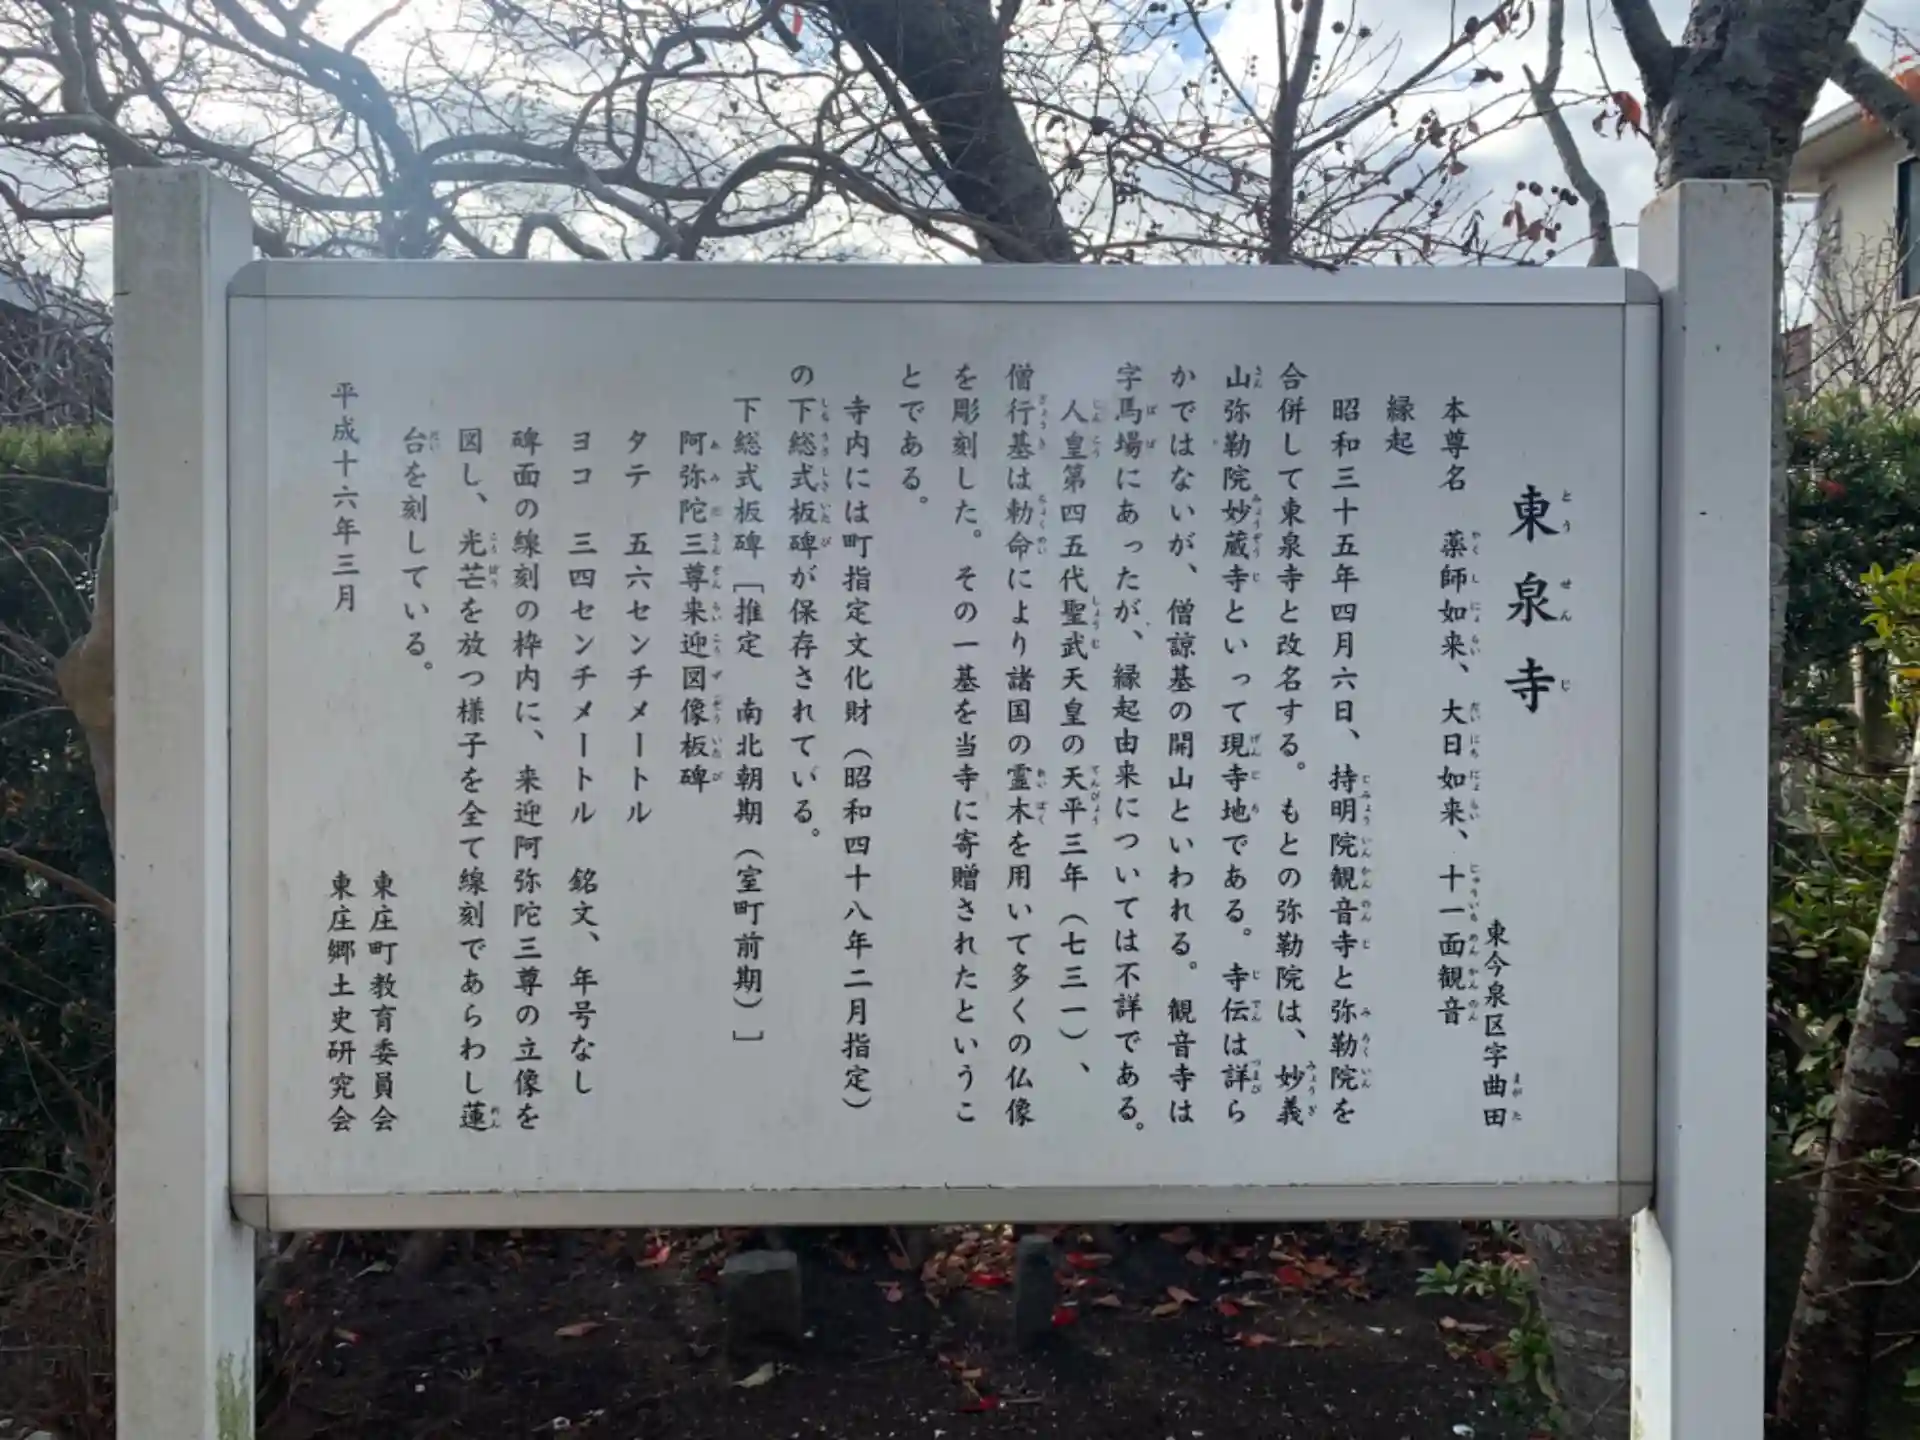 東泉寺
東今泉区字曲田
本尊名　薬師如来、大日如来、十一面観音
縁起
昭和三十五年四月六日、持明院観音寺と弥勒院を
合併して東泉寺と改名する。もとの弥勒院は、妙義
山弥勒院妙蔵寺といって現寺地である。寺伝は詳ら
かではないが、僧諒基の開山といわれる。観音寺は
字馬場にあったが、縁起由来については不詳である。
人皇第四五代聖武天皇の天平三年（七三一）、
僧行基は勅命により諸国の霊木を用いて多くの仏像
を彫刻した。その一基を当寺に寄贈されたというこ
とである。
寺内には町指定文化財（昭和四十八年二月指定）
の下総式板碑が保存されている。
下総式板碑［推定　南北朝期（室町前期）］
阿弥陀三尊来迎図像板碑
タテ　五六センチメートル
ヨコ　三四センチメートル　銘文、年号なし
碑面の線刻の枠内に、来迎阿弥陀三尊の立像を
図し、光芒を放つ様子を全て線刻であらわし蓮
台を刻している。
平成十六年三月
東庄町教育委員会
東庄郷土史研究会